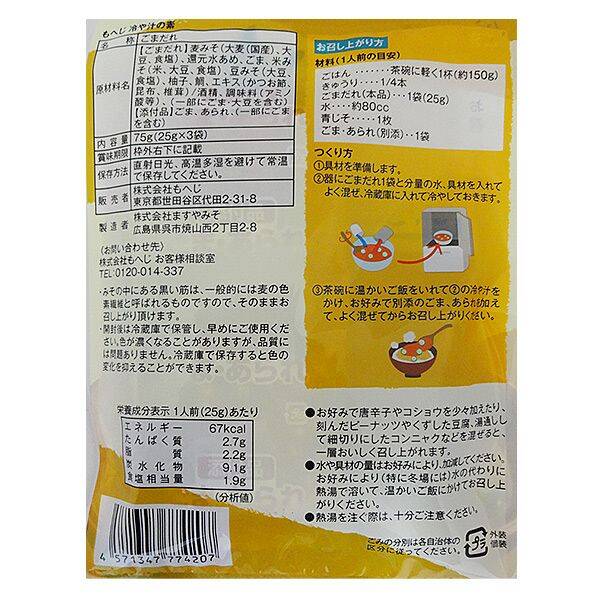 もへじ 冷や汁の素
名称 ごまだれ
原材料名
【ごまだれ】麦みそ(大麦(国産)、大
豆、食塩)、還元水あめ、ごま、米み
そ(米、大豆、食塩)、豆みそ(大豆、
食塩)、柚子、鯛、エキス(かつお節、
昆布、椎茸)/酒精、調味料(アミノ
酸等)、(一部にごま・大豆を含む)
【添付品】ごま、あられ、(一部にごま
を含む)
内容量 75g(25g×3袋)
賞味期限 枠外右下に記載
保存方法 直射日光、高温多湿を避けて常温
で保存してください。
販売者 株式会社もへじ
東京都世田谷区代田2-31-8
製造者 株式会社ますやみそ
広島県呉市焼山西2丁目2-8
〈お問い合わせ先〉
株式会社もへじ お客様相談室
TEL:0120-014-337
・みその中にある黒い筋は、一般的には麦の色
素繊維と呼ばれるものですので、そのままお
召し上がり頂けます。
・開封後は冷蔵庫で保管し、早めにご使用くだ
さい。色が濃くなることがありますが、品質に
は問題ありません。冷蔵庫で保存すると色の
変化を抑えることができます。
栄養成分表示 1人前(25g)あたり
エネルギー 67kcal
たんぱく質 2.7g
脂質 2.2g
炭水化物 9.1g
食塩相当量 1.9g
(分析値)
4 571347 774207
お召し上がり方
材料(1人前の目安)
ごはん……茶碗に軽く1杯(約150g)
きゅうり……1/4本
ごまだれ(本品)…1袋(25g)
水……約80cc
青じそ……1枚
ごま・あられ(別添)…1袋
つくり方
①具材を準備します。
②器にごまだれ1袋と分量の水、具材を入れて
よく混ぜ、冷蔵庫に入れて冷やしておきます。
③茶碗に温かいご飯をいれて②の冷や汁を
かけ、お好みで別添のごま、あられを加え
て、よく混ぜてからお召し上がりください。
●お好みで唐辛子やコショウを少々加えたり、
刻んだピーナッツやくずした豆腐、湯通しし
て細切りにしたコンニャクなどを混ぜると、
一層おいしく召し上がれます。
●水や具材の量はお好みにより、加減してください。
お好みにより(特に冬場には)水の代わりに
熱湯で溶いて、温かいご飯にかけてお召し上
がりください。
●熱湯を注ぐ際は、十分ご注意ください。
ごみの分別は各自治体の
区分に従ってください。
プラ
外装
個装